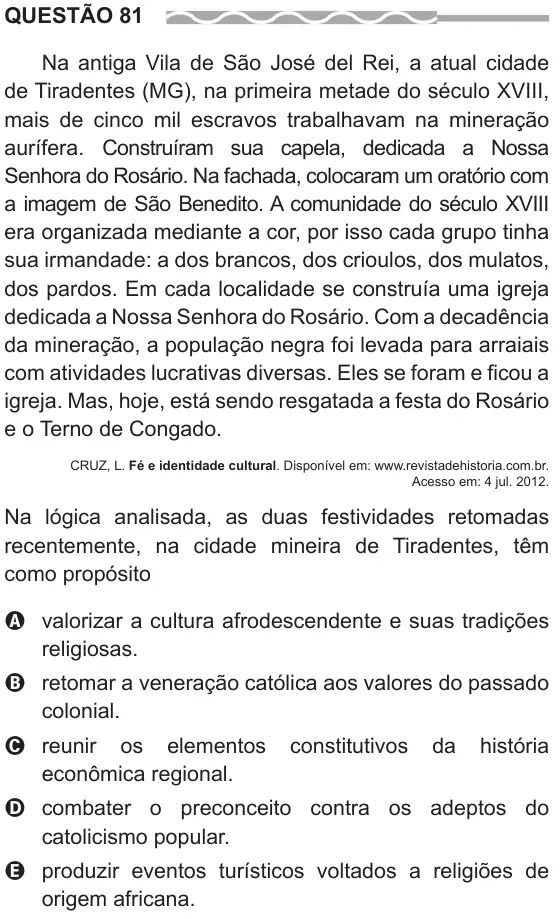 QUESTÃO 81
Na antiga Vila de São José del Rei, a atual cidade
de Tiradentes (MG), na primeira metade do século XVIII,
mais de cinco mil escravos trabalhavam na mineração
aurífera. Construíram sua capela, dedicada a Nossa
Senhora do Rosário. Na fachada, colocaram um oratório com
a imagem de São Benedito. A comunidade do século XVIII
era organizada mediante a cor, por isso cada grupo tinha
sua irmandade: a dos brancos, dos crioulos, dos mulatos,
dos pardos. Em cada localidade se construía uma igreja
dedicada a Nossa Senhora do Rosário. Com a decadência
da mineração, a população negra foi levada para arraiais
com atividades lucrativas diversas. Eles se foram e ficou a
igreja. Mas, hoje, está sendo resgatada a festa do Rosário
e o Terno de Congado.
CRUZ, L. Fé e identidade cultural. Disponível em: www.revistadehistoria.com.br.
Acesso em: 4 jul. 2012.
Na lógica analisada, as duas festividades retomadas
recentemente, na cidade mineira de Tiradentes, têm
como propósito
A valorizar a cultura afrodescendente e suas tradições
religiosas.
B retomar a veneração católica aos valores do passado
colonial.
C reunir os elementos constitutivos da história
econômica regional.
D combater o preconceito contra os adeptos do
catolicismo popular.
E produzir eventos turísticos voltados a religiões de
origem africana.